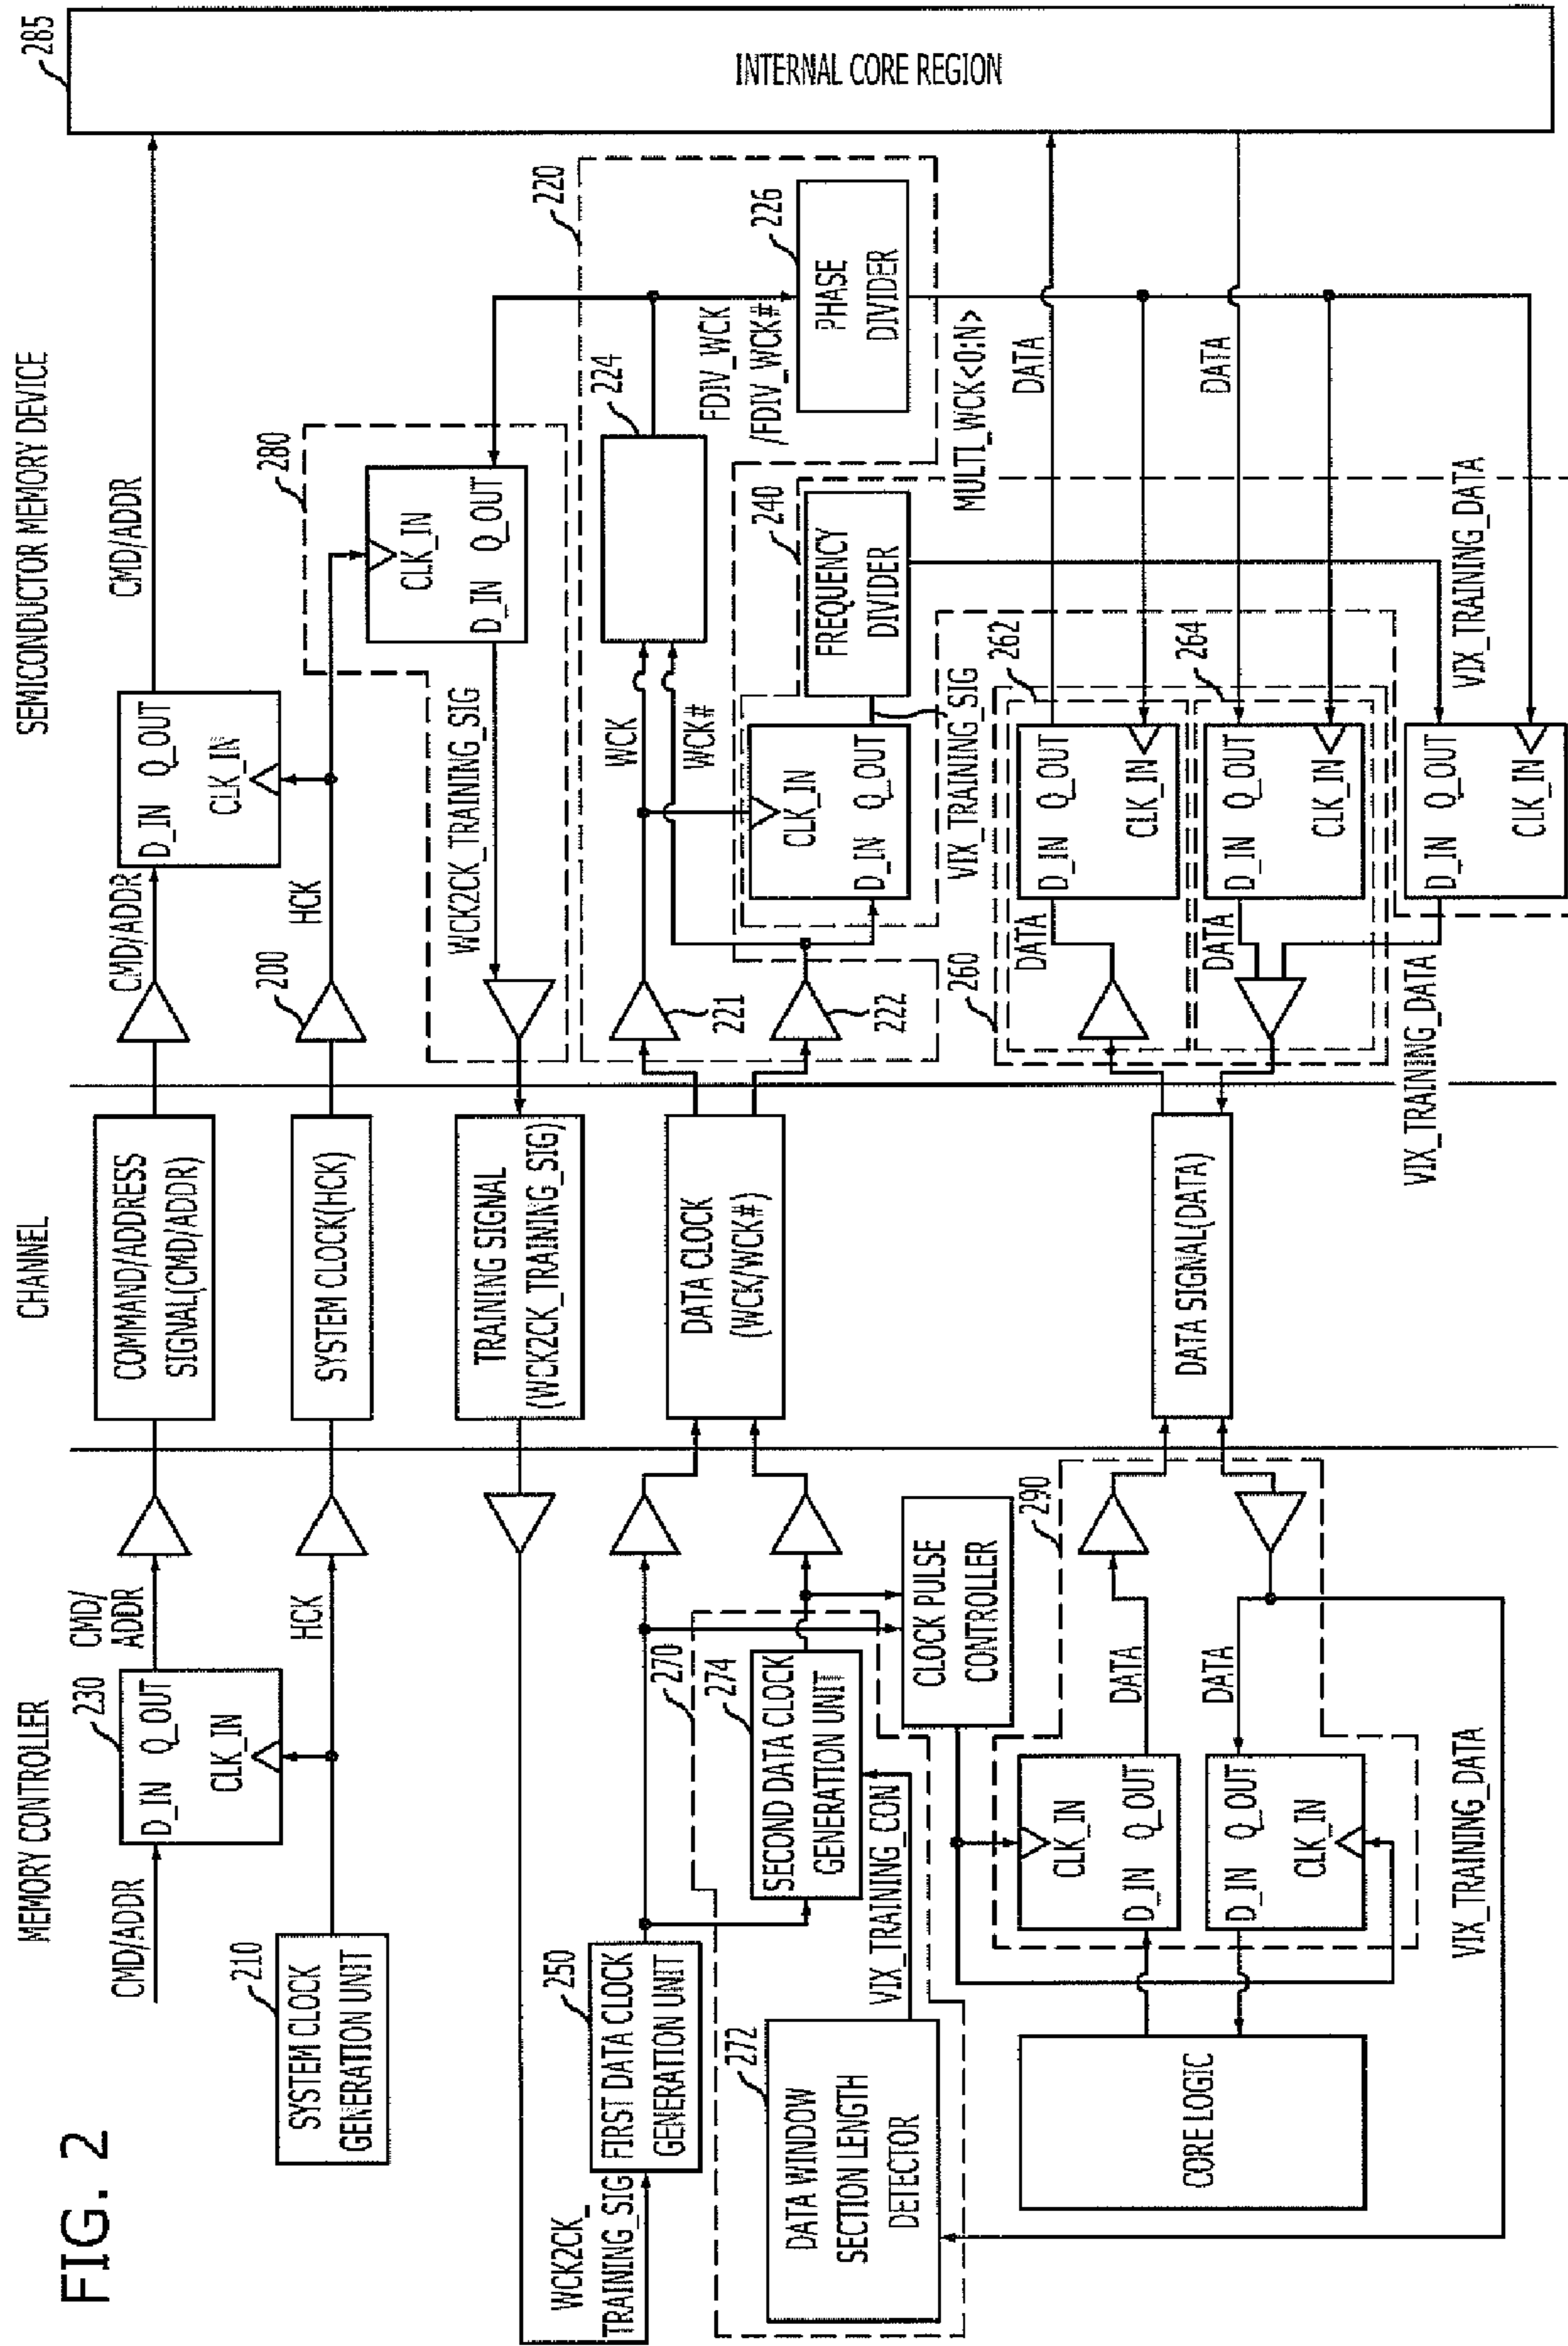 FIG. 2
MEMORY CONTROLLER
CHANNEL
SEMICONDUCTOR MEMORY DEVICE
CMD/ADDR
230
D_IN Q_OUT
CLK_IN
CMD/
ADDR
COMMAND/ADDRESS
SIGNAL(CMD/ADDR)
CMD/ADDR
D_IN Q_OUT
CLK_IN
CMD/ADDR
285
INTERNAL CORE REGION
210
SYSTEM CLOCK
GENERATION UNIT
HCK
SYSTEM CLOCK(HCK)
200
HCK
280
CLK_IN
D_IN Q_OUT
TRAINING SIGNAL
(WCK2CK_TRAINING_SIG)
WCK2CK_TRAINING_SIG
WCK2CK_
TRAINING_SIG
250
FIRST DATA CLOCK
GENERATION UNIT
270
274
SECOND DATA CLOCK
GENERATION UNIT
272
DATA WINDOW
SECTION LENGTH
DETECTOR
VIX_TRAINING_CON
CLOCK PULSE
CONTROLLER
DATA CLOCK
(WCK/WCK#)
221
222
WCK
WCK#
224
220
FDIV_WCK
/FDIV_WCK#
226
PHASE
DIVIDER
CLK_IN
D_IN Q_OUT
240
FREQUENCY
DIVIDER
VIX_TRAINING_SIG
MULTI_WCK<0:N>
290
CORE LOGIC
CLK_IN
D_IN Q_OUT
DATA
D_IN Q_OUT
CLK_IN
DATA
VIX_TRAINING_DATA
DATA SIGNAL(DATA)
260
262
DATA
D_IN Q_OUT
CLK_IN
DATA
264
DATA
D_IN Q_OUT
CLK_IN
DATA
VIX_TRAINING_DATA
D_IN Q_OUT
CLK_IN
VIX_TRAINING_DATA